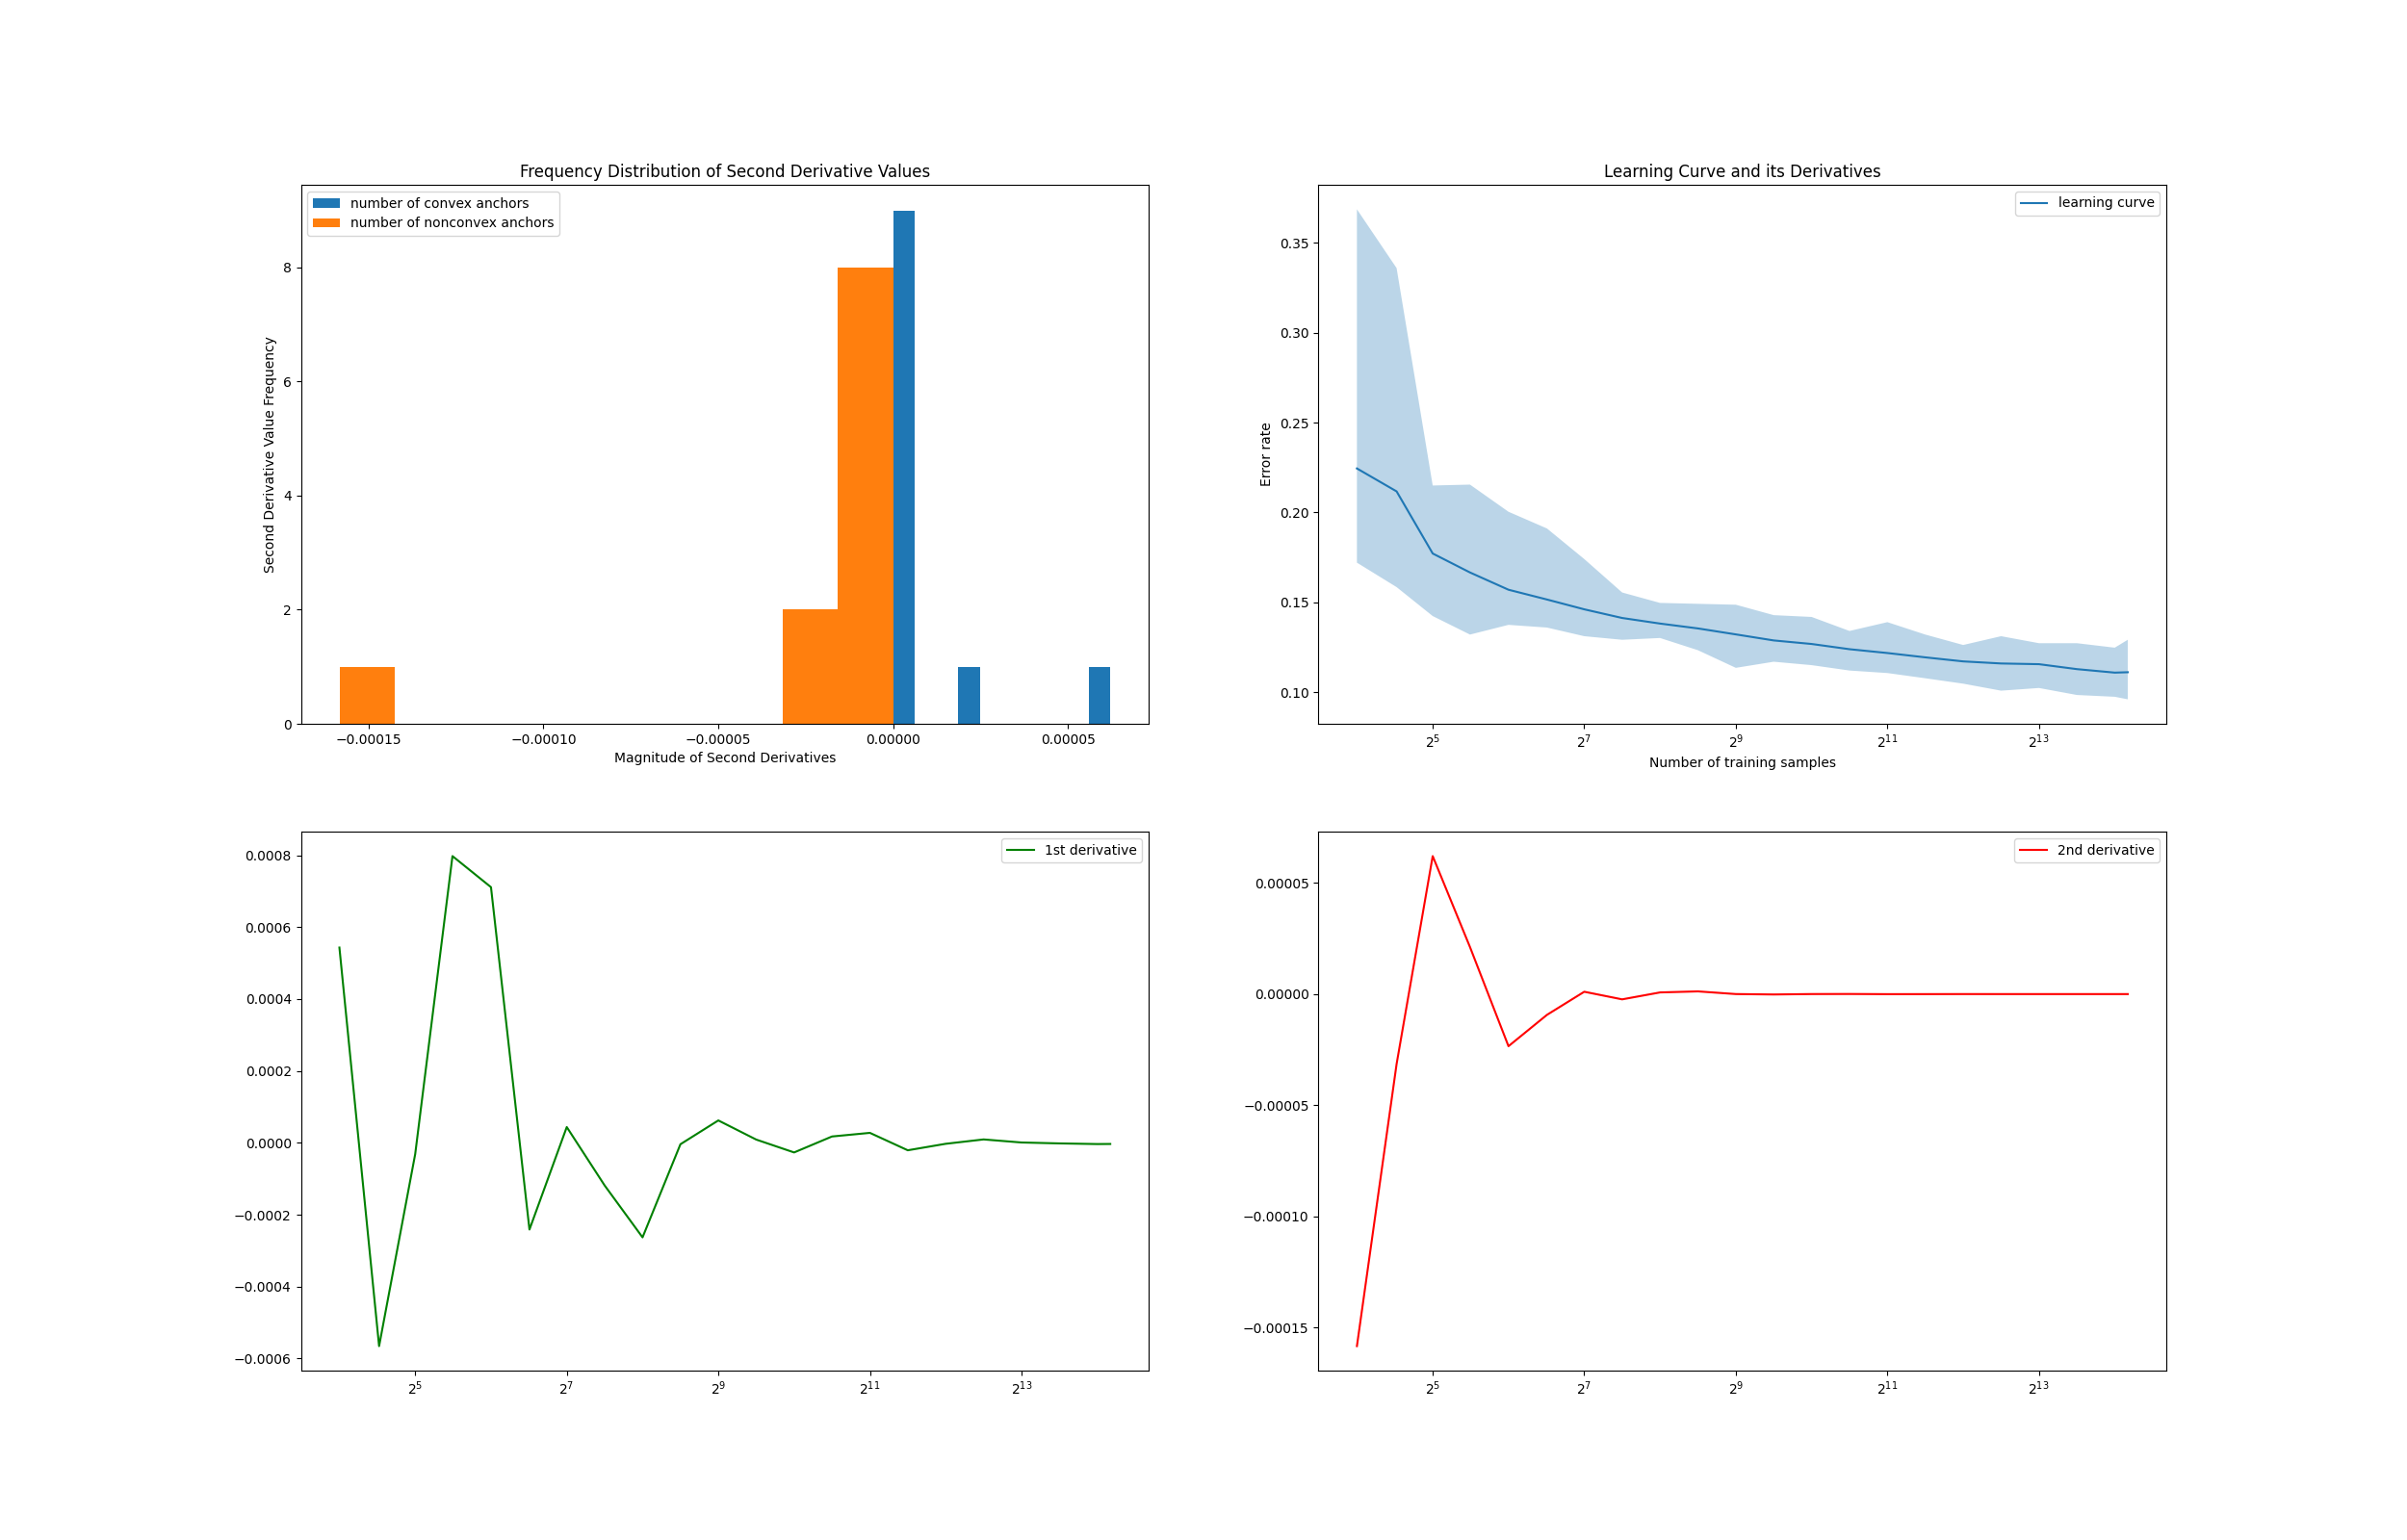 Frequency Distribution of Second Derivative Values
number of convex anchors
number of nonconvex anchors
Second Derivative Value Frequency
8
6
4
2
0
−0.00015 −0.00010 −0.00005 0.00000 0.00005
Magnitude of Second Derivatives
Learning Curve and its Derivatives
learning curve
Error rate
0.35
0.30
0.25
0.20
0.15
0.10
2^5 2^7 2^9 2^11 2^13
Number of training samples
1st derivative
0.0008
0.0006
0.0004
0.0002
0.0000
−0.0002
−0.0004
−0.0006
2^5 2^7 2^9 2^11 2^13
2nd derivative
0.00005
0.00000
−0.00005
−0.00010
−0.00015
2^5 2^7 2^9 2^11 2^13